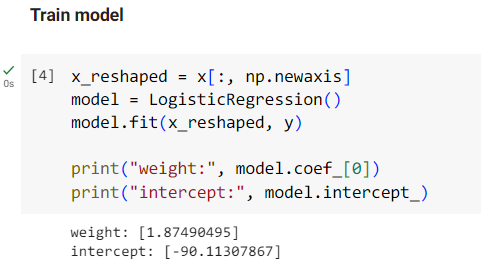 Train model
[4] x_reshaped = x[:, np.newaxis]
0s
model = LogisticRegression()
model.fit(x_reshaped, y)
print("weight:", model.coef_[0])
print("intercept:", model.intercept_)
weight: [1.87490495]
intercept: [-90.11307867]